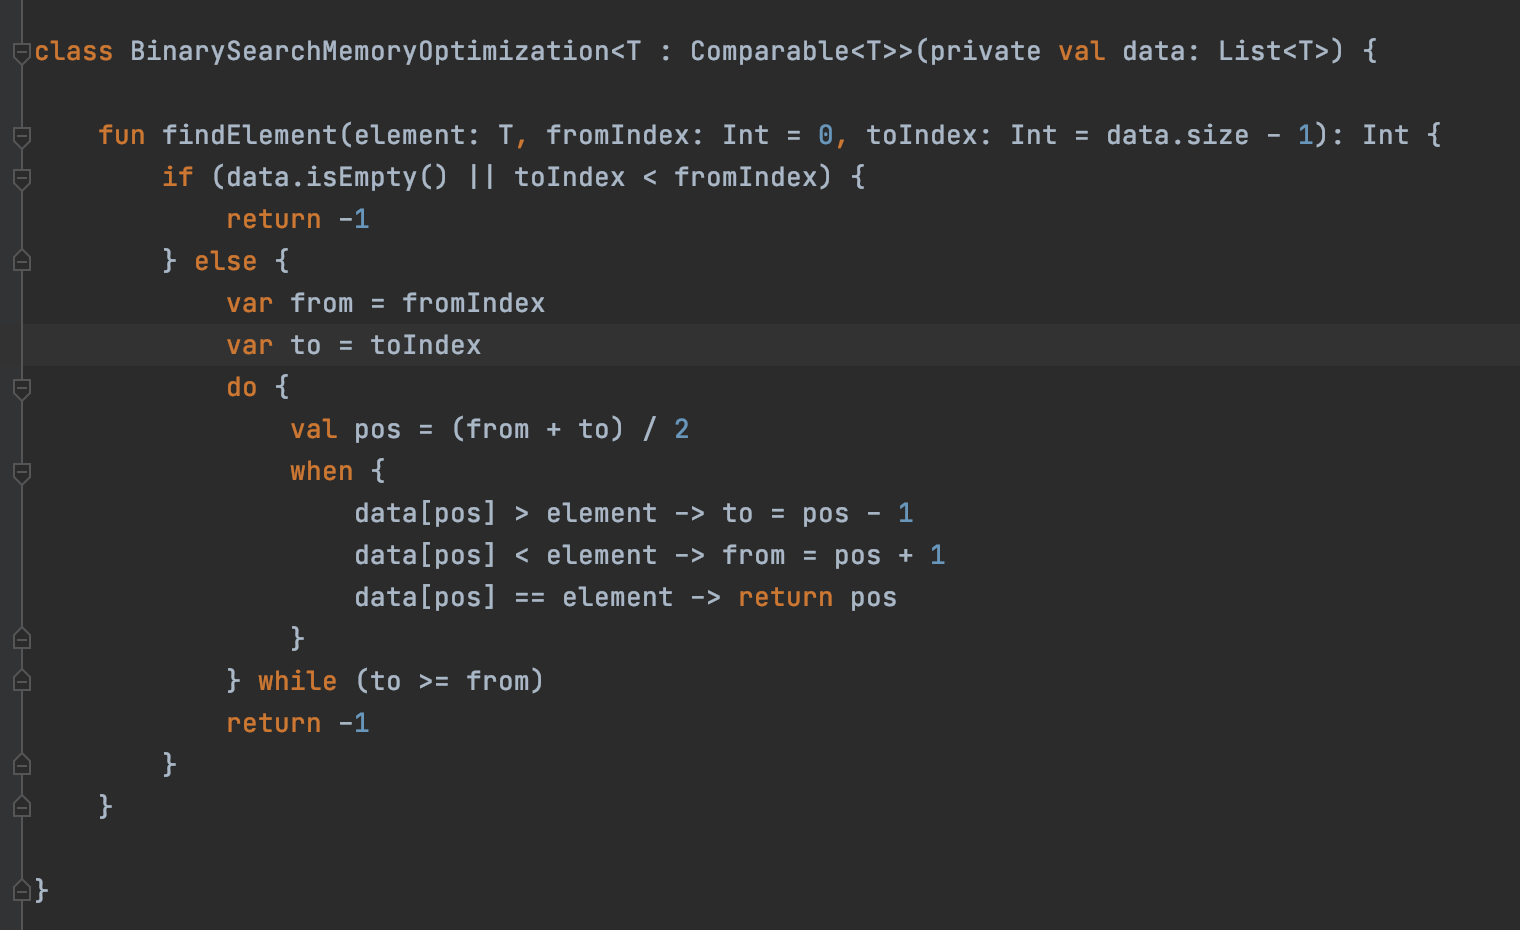 class BinarySearchMemoryOptimization<T : Comparable<T>>(private val data: List<T>) {
fun findElement(element: T, fromIndex: Int = 0, toIndex: Int = data.size - 1): Int {
if (data.isEmpty() || toIndex < fromIndex) {
return -1
} else {
var from = fromIndex
var to = toIndex
do {
val pos = (from + to) / 2
when {
data[pos] > element -> to = pos - 1
data[pos] < element -> from = pos + 1
data[pos] == element -> return pos
}
} while (to >= from)
return -1
}
}
}